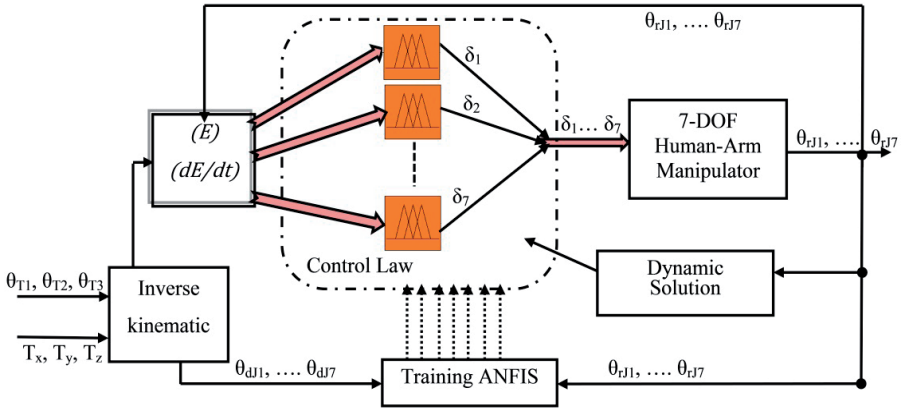 θrJ1, …. θrJ7
(E)
(dE/dt)
δ1
δ2
δ7
δ1… δ7
7-DOF
Human-Arm
Manipulator
θrJ1, …. θrJ7
Control Law
Dynamic
Solution
θT1, θT2, θT3
Inverse
kinematic
Tx, Ty, Tz
θdJ1, …. θdJ7
Training ANFIS
θrJ1, …. θrJ7